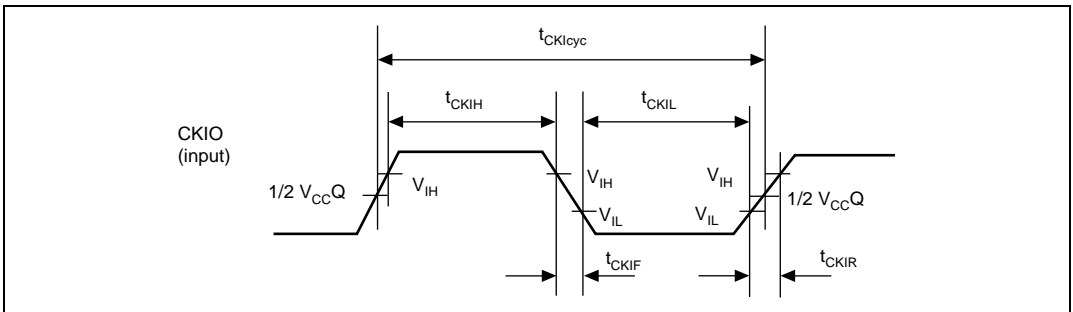 tCKIcyc
tCKIH
tCKIL
CKIO
(input)
1/2 VCCQ
VIH
VIH
VIL
VIH
VIL
1/2 VCCQ
tCKIF
tCKIR